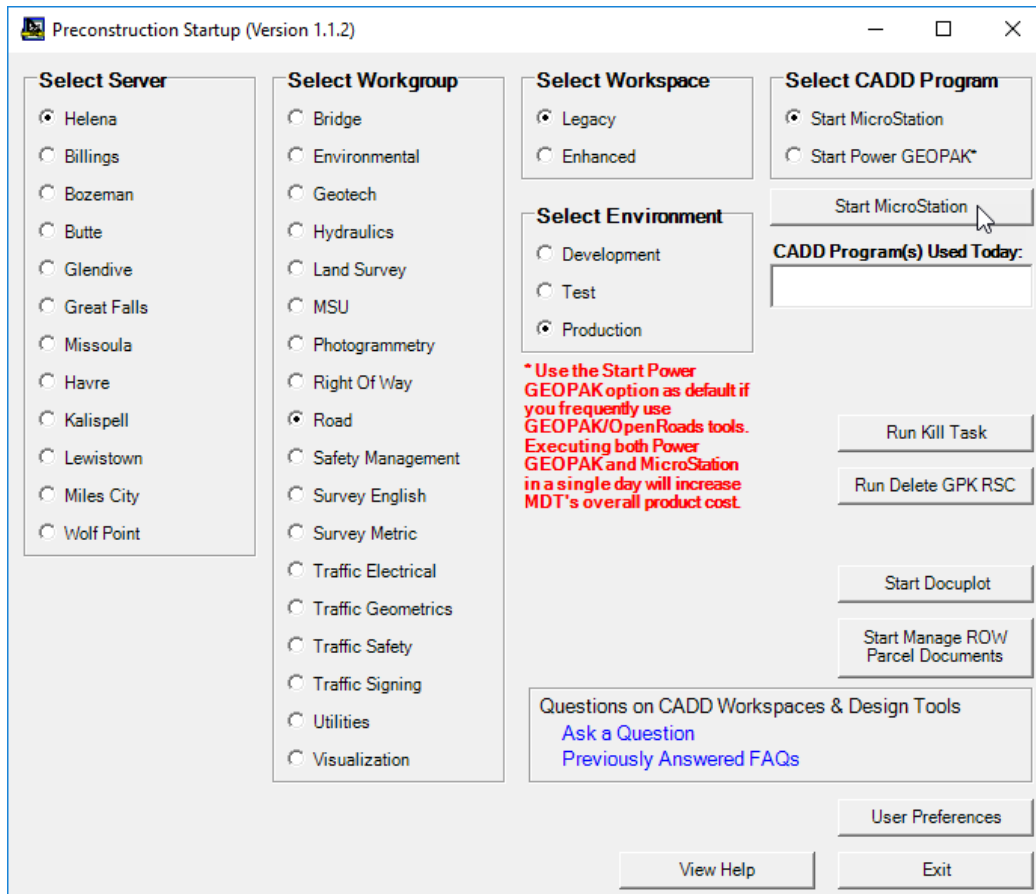 Preconstruction Startup (Version 1.1.2)
Select Server
Helena
Billings
Bozeman
Butte
Glendive
Great Falls
Missoula
Havre
Kalispell
Lewistown
Miles City
Wolf Point
Select Workgroup
Bridge
Environmental
Geotech
Hydraulics
Land Survey
MSU
Photogrammetry
Right Of Way
Road
Safety Management
Survey English
Survey Metric
Traffic Electrical
Traffic Geometrics
Traffic Safety
Traffic Signing
Utilities
Visualization
Select Workspace
Legacy
Enhanced
Select Environment
Development
Test
Production
* Use the Start Power
GEOPAK option as default if
you frequently use
GEOPAK/OpenRoads tools.
Executing both Power
GEOPAK and MicroStation
in a single day will increase
MDT's overall product cost.
Select CADD Program
Start MicroStation
Start Power GEOPAK*
Start MicroStation
CADD Program(s) Used Today:
Run Kill Task
Run Delete GPK RSC
Start Docuplot
Start Manage ROW
Parcel Documents
Questions on CADD Workspaces & Design Tools
Ask a Question
Previously Answered FAQs
User Preferences
View Help
Exit